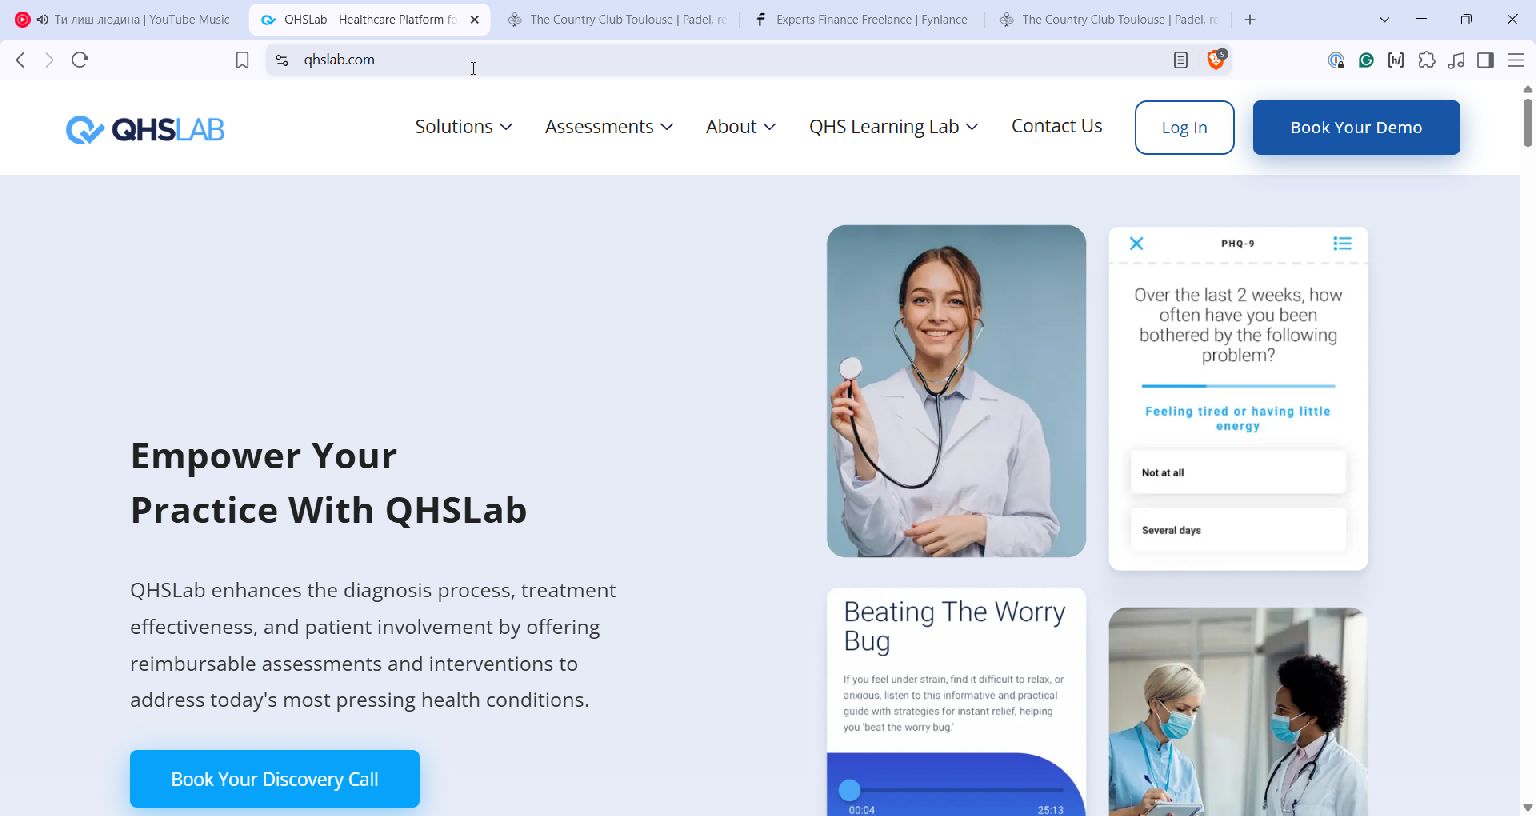 Ти лиш людина | YouTube Music
QHSLab – Healthcare Platform fo
The Country Club Toulouse | Padel, re
Experts Finance Freelance | Fynlance
The Country Club Toulouse | Padel, re
qhslab.com
5
QHSLAB
Solutions
Assessments
About
QHS Learning Lab
Contact Us
Log In
Book Your Demo
Empower Your
Practice With QHSLab
QHSLab enhances the diagnosis process, treatment
effectiveness, and patient involvement by offering
reimbursable assessments and interventions to
address today's most pressing health conditions.
Book Your Discovery Call
PHQ-9
Over the last 2 weeks, how
often have you been
bothered by the following
problem?
Feeling tired or having little
energy
Not at all
Several days
Beating The Worry
Bug
If you feel under strain, find it difficult to relax, or
anxious, listen to this informative and practical
guide with strategies for instant relief, helping
you 'beat the worry bug.'
00:04
25:13